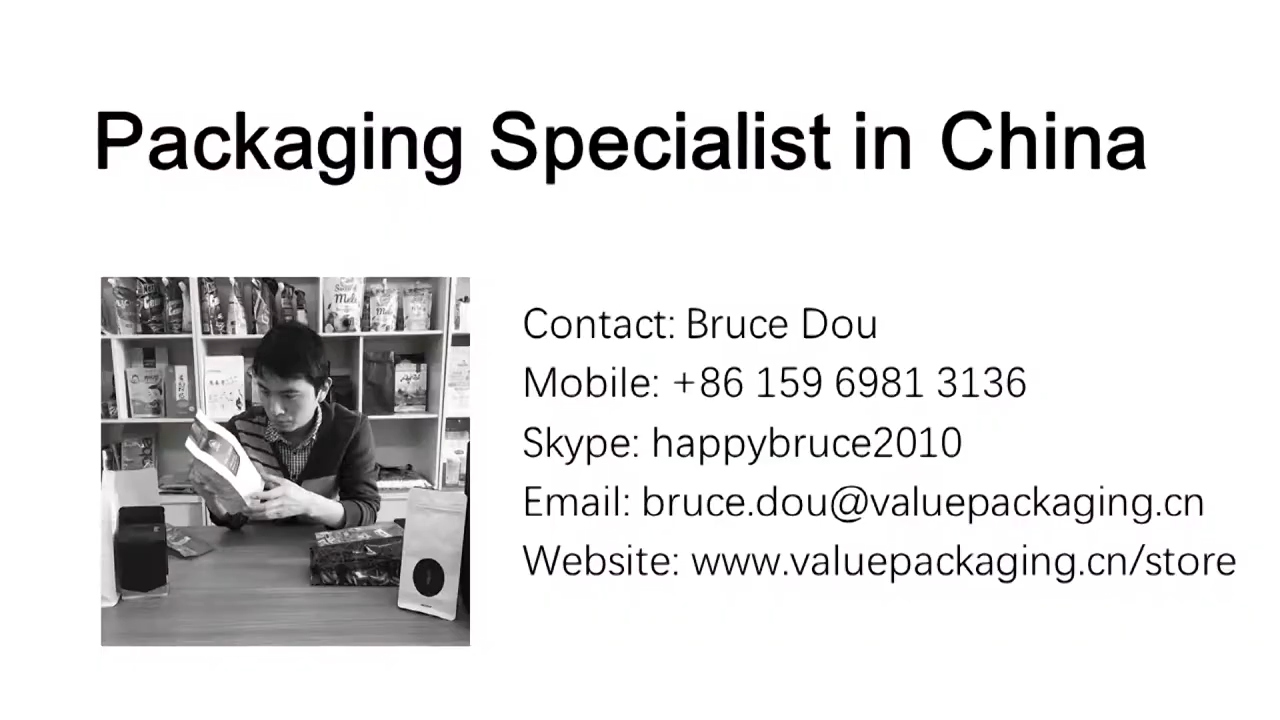 Packaging Specialist in China
Contact: Bruce Dou
Mobile: +86 159 6981 3136
Skype: happybruce2010
Email: bruce.dou@valuepackaging.cn
Website: www.valuepackaging.cn/store